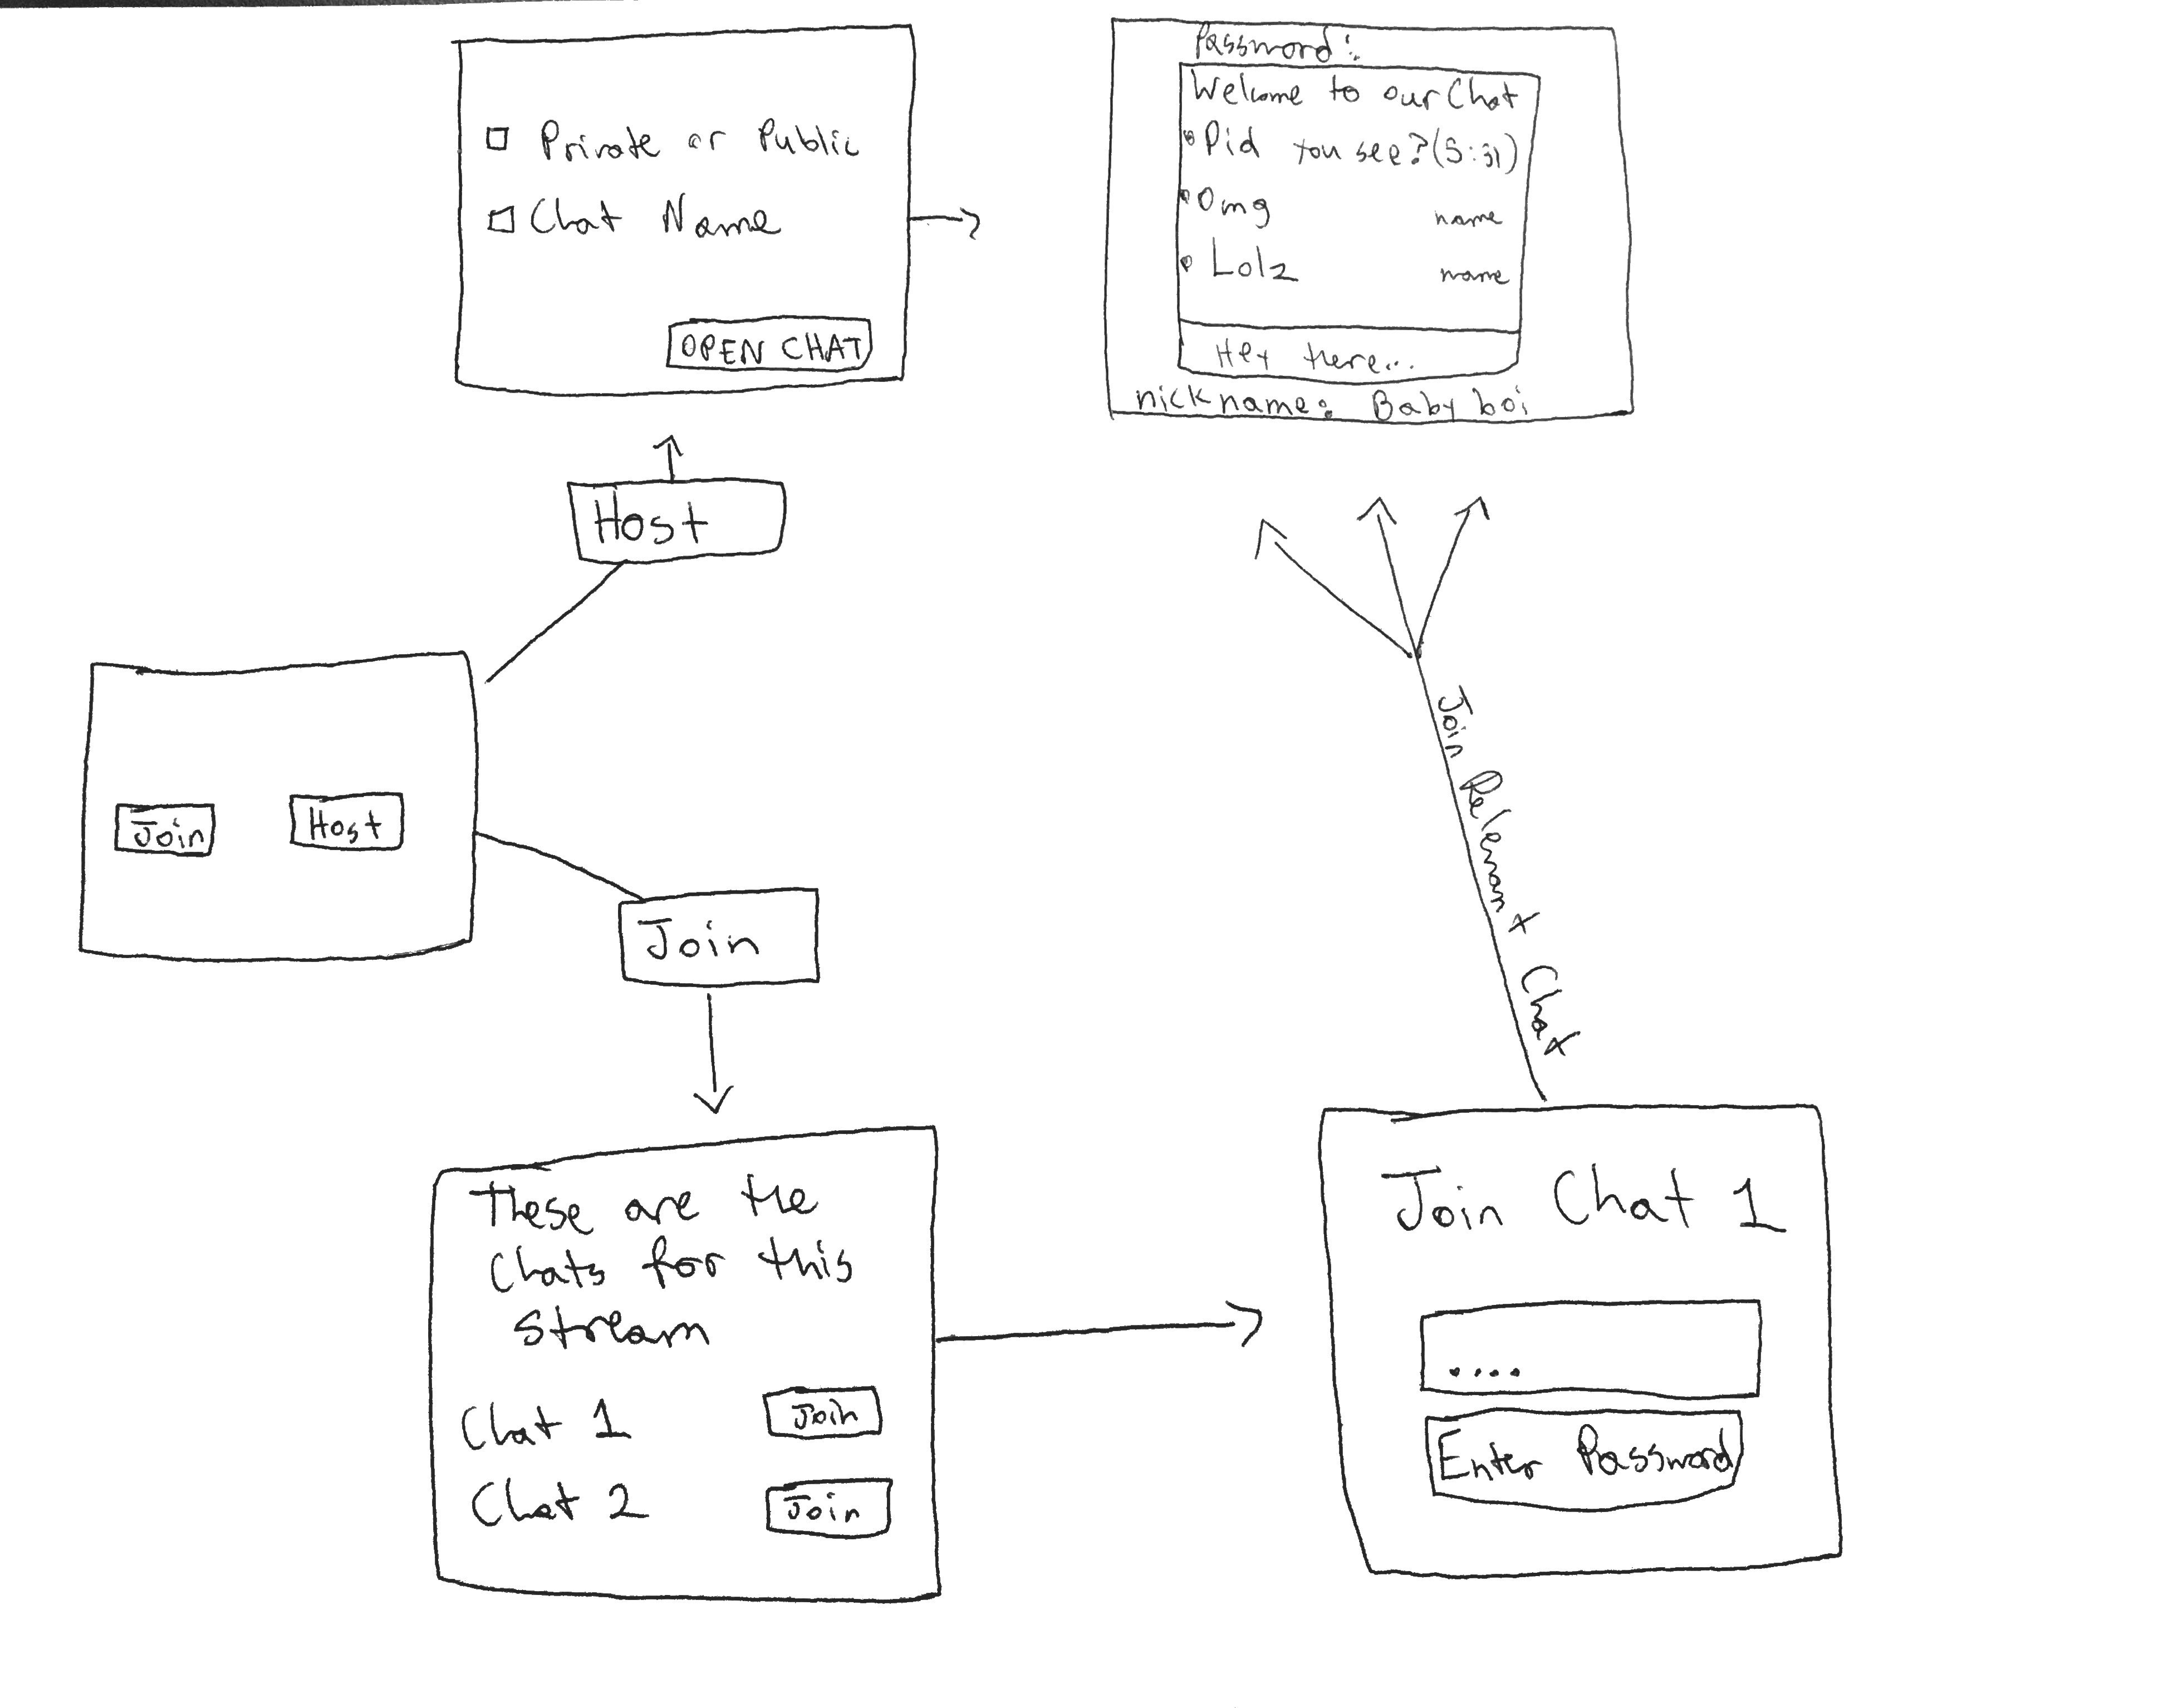 Private or Public
Chat Name
OPEN CHAT
Password:
Welcome to our Chat
Did you see? (5:31)
Omg name
Lolz name
Hey there...
nickname: Baby boi
Host
Join Host
Join
Join Relevant Chat
These are the
Chats for this
Stream
Chat 1 Join
Chat 2 Join
Join Chat 1
....
Enter Password